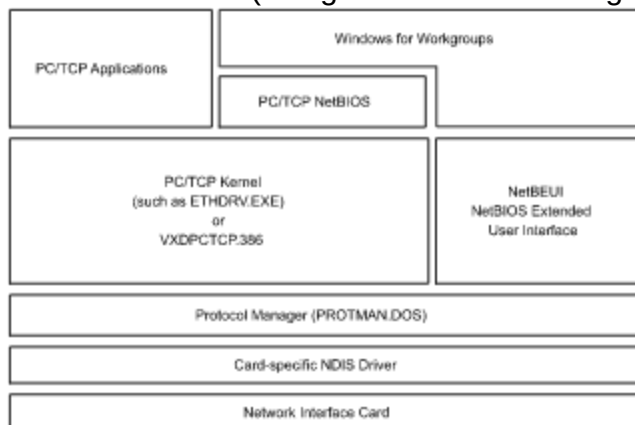 PC/TCP Applications
Windows for Workgroups
PC/TCP NetBIOS
PC/TCP Kernel
(such as ETHDRV.EXE)
or
VXDPCTCP.386
NetBEUI
NetBIOS Extended
User Interface
Protocol Manager (PROTMAN.DOS)
Card-specific NDIS Driver
Network Interface Card